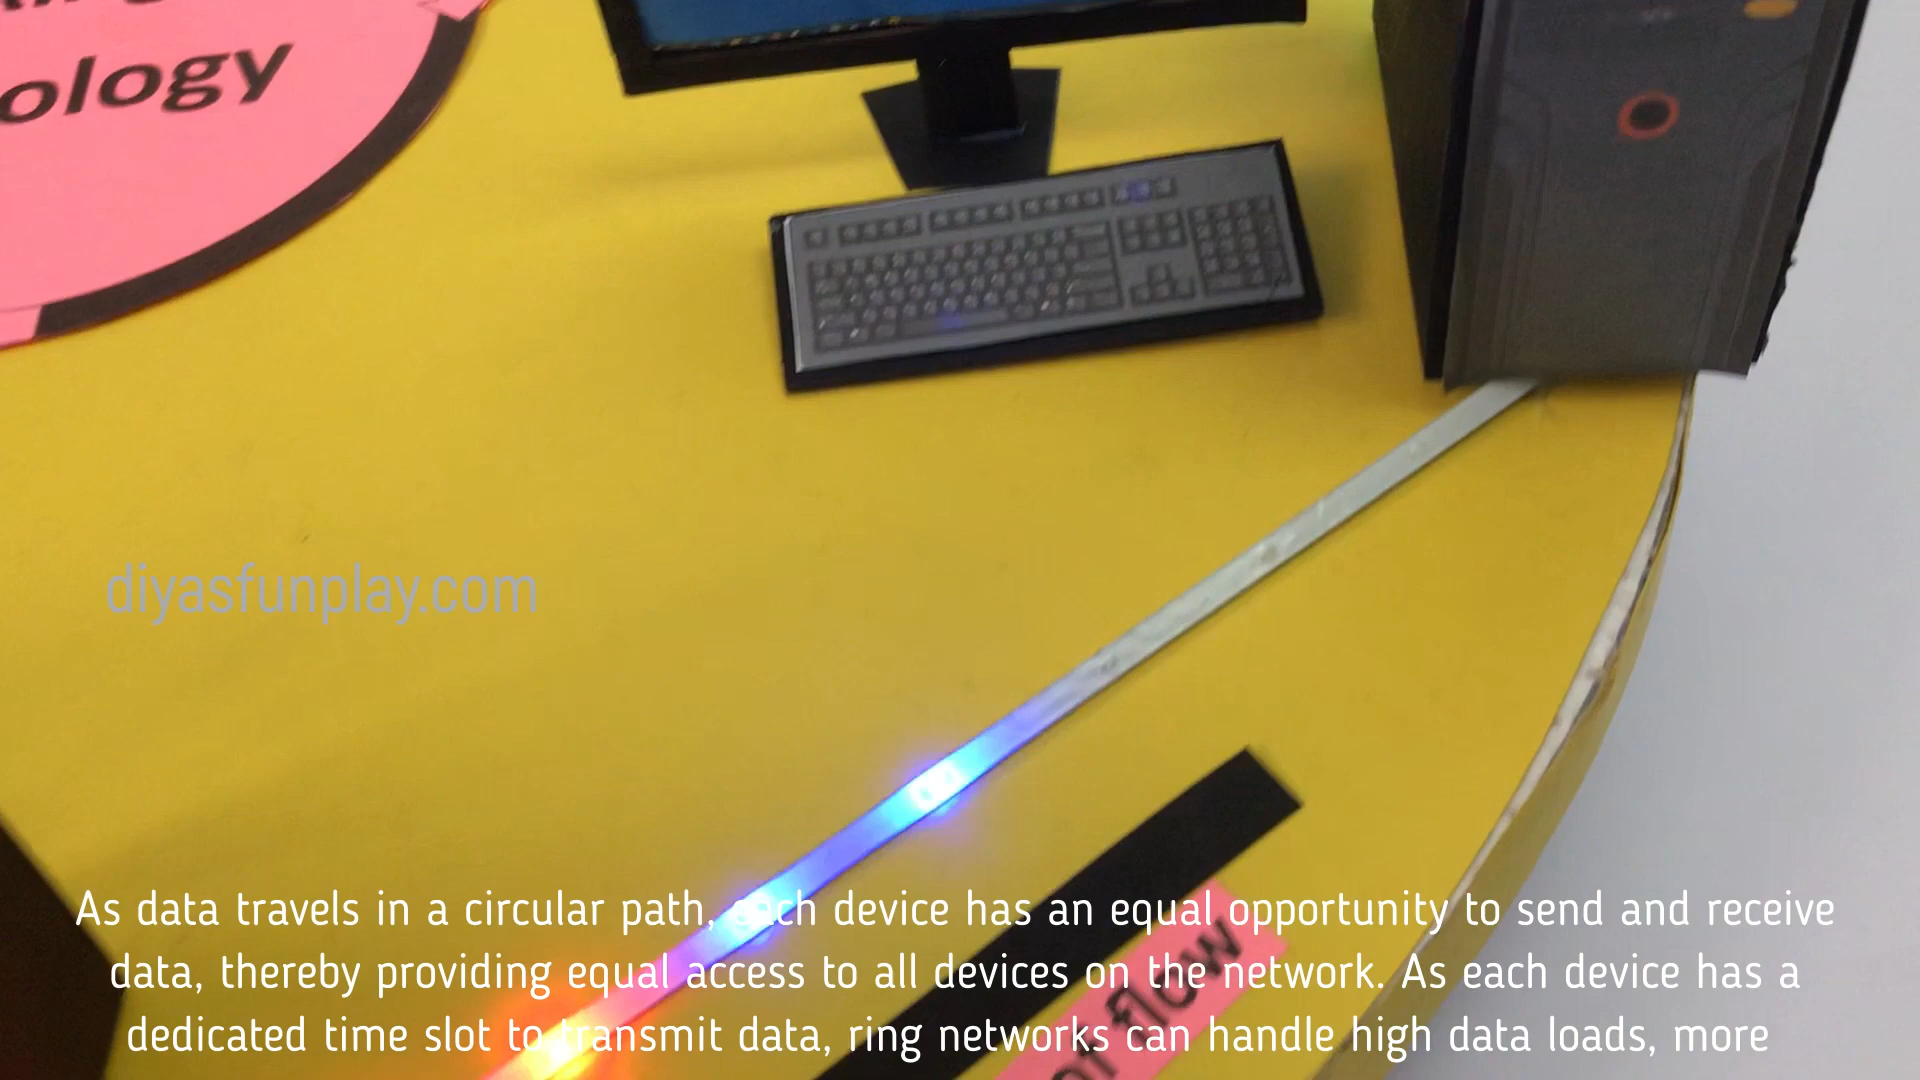 ology
diyasfunplay.com
As data travels in a circular path, each device has an equal opportunity to send and receive
data, thereby providing equal access to all devices on the network. As each device has a
dedicated time slot to transmit data, ring networks can handle high data loads, more
flow